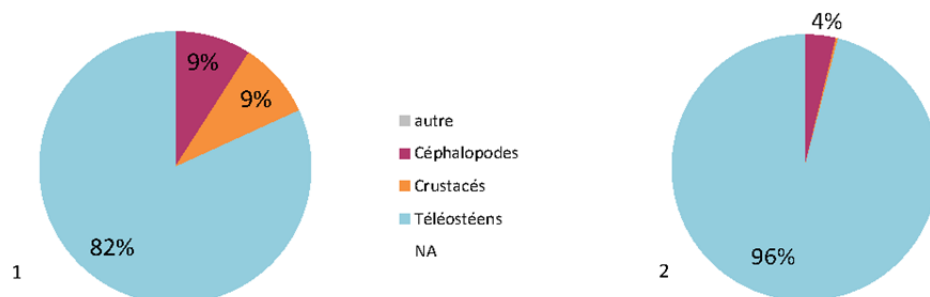 9%
9%
82%
1
autre
Céphalopodes
Crustacés
Téléostéens
NA
4%
96%
2